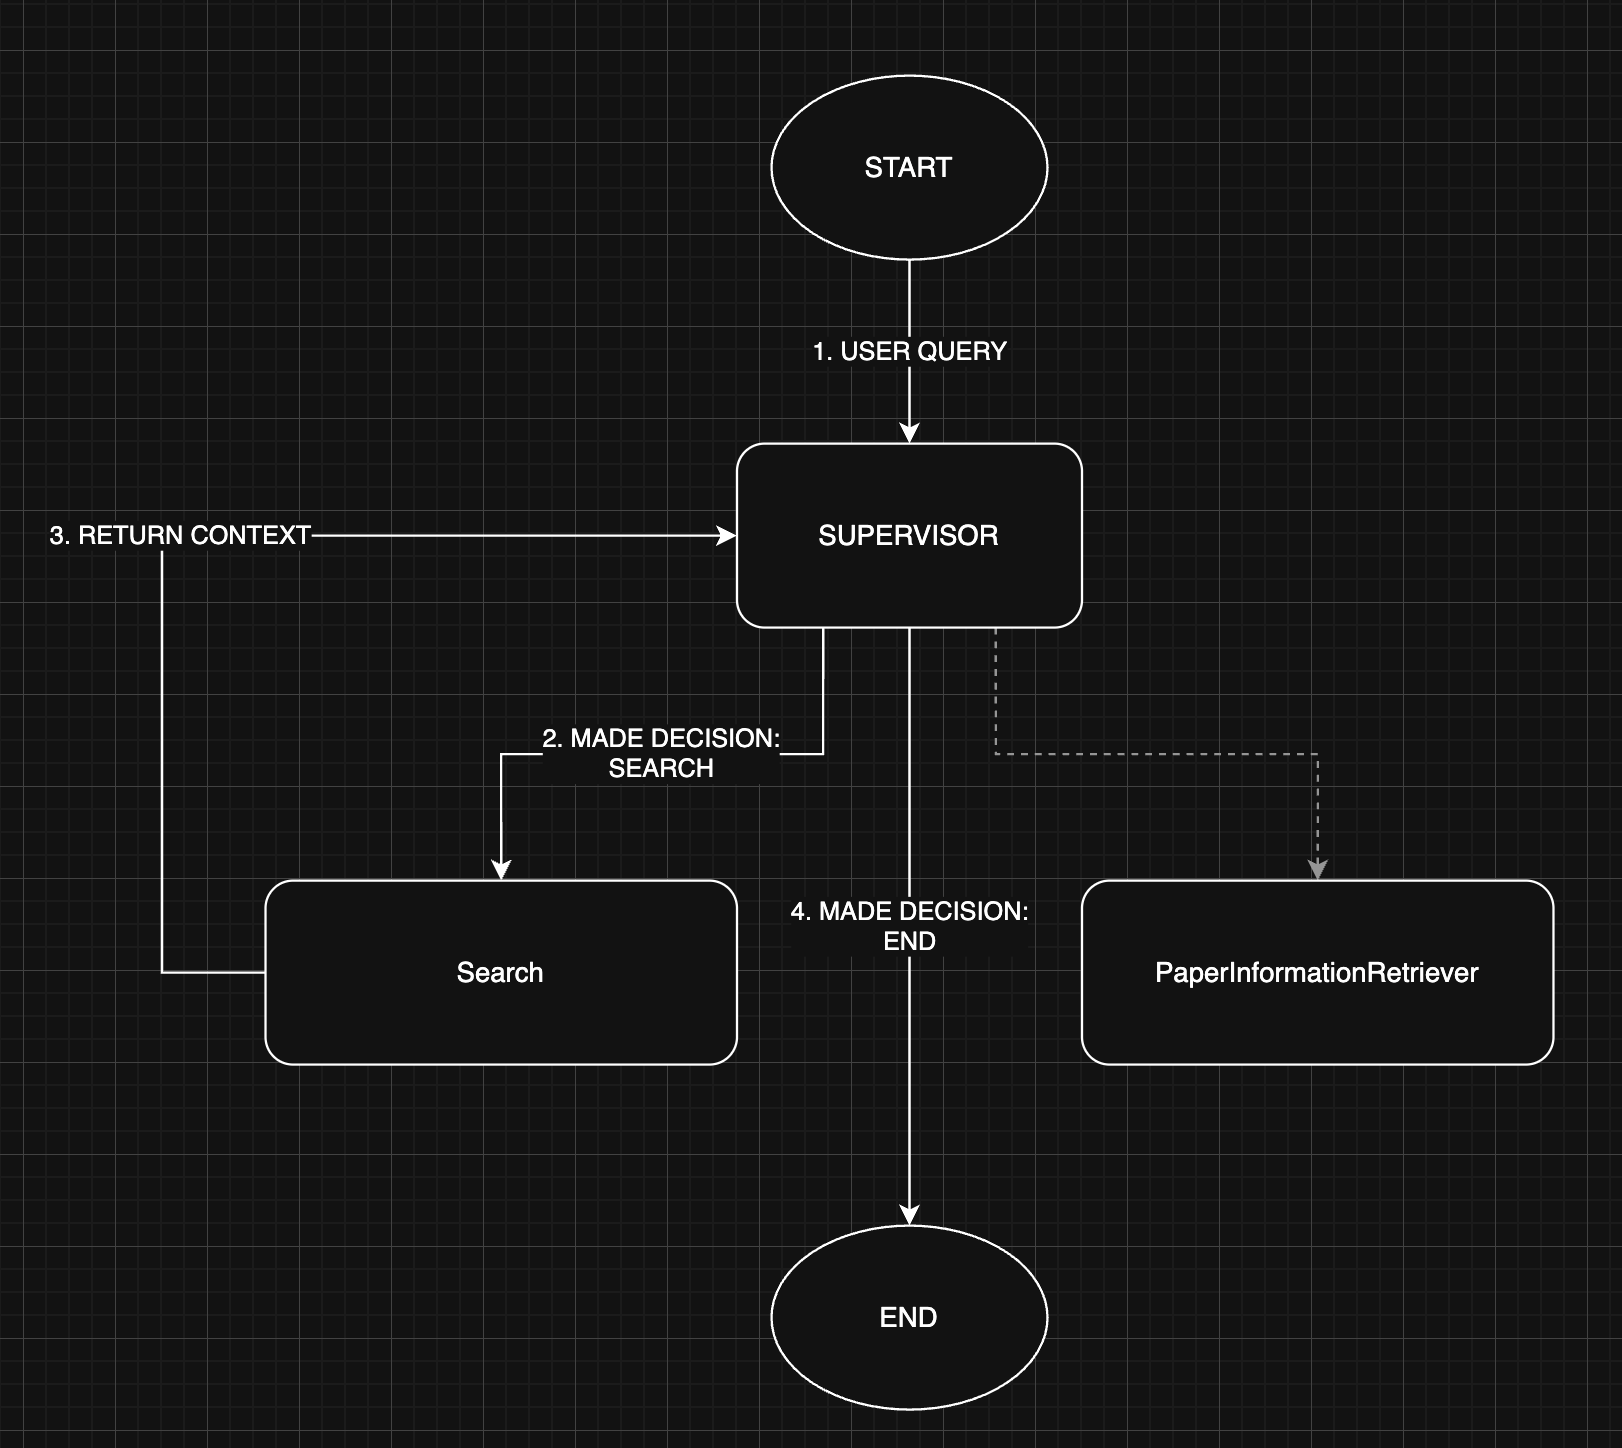 START
1. USER QUERY
3. RETURN CONTEXT
SUPERVISOR
2. MADE DECISION:
SEARCH
4. MADE DECISION:
END
Search
PaperInformationRetriever
END